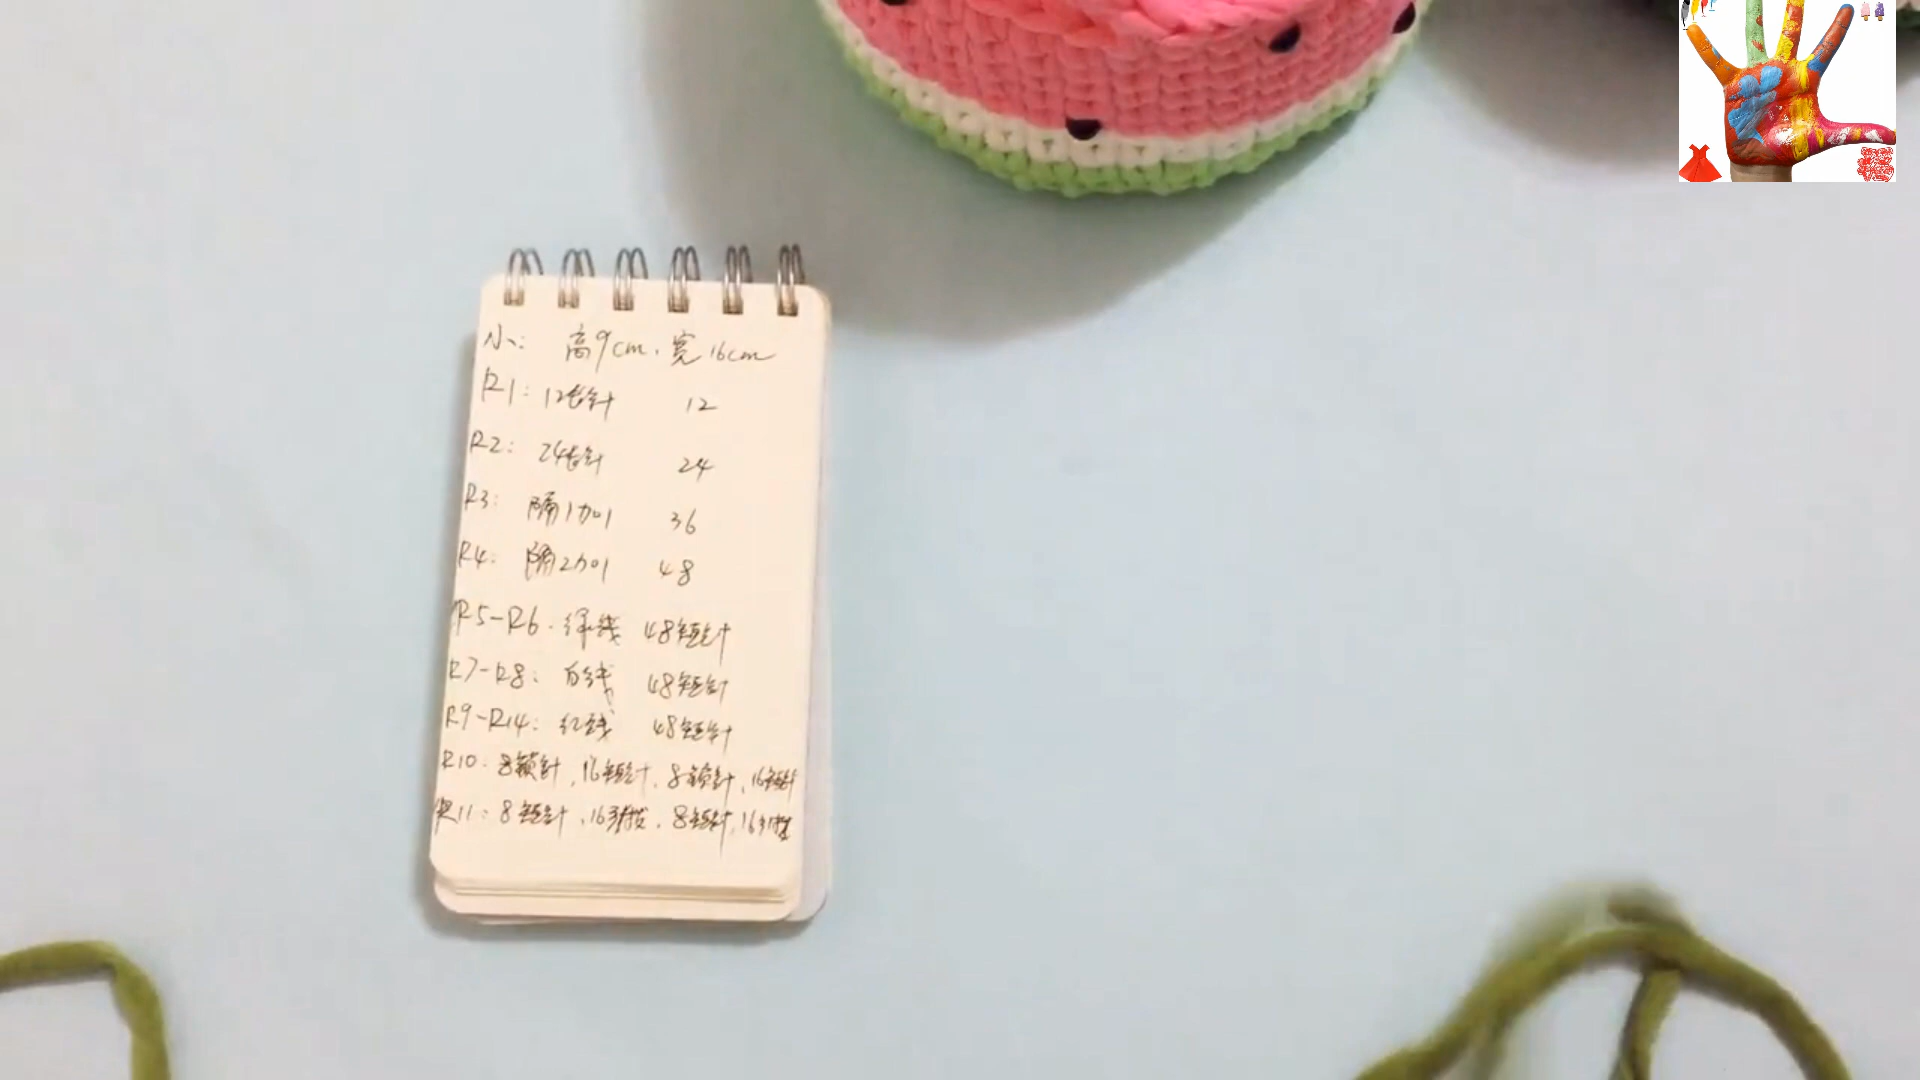 小: 高9cm, 宽16cm
R1: 12长针 12
R2: 24长针 24
R3: 隔1加1 36
R4: 隔2加1 48
R5-R6. 绿线 48短针
R7-R8: 白线 48短针
R9-R14: 红线 48短针
R10: 8锁针, 16短针, 8锁针, 16短针
R11: 8短针, 16引拔, 8短针, 16引拔